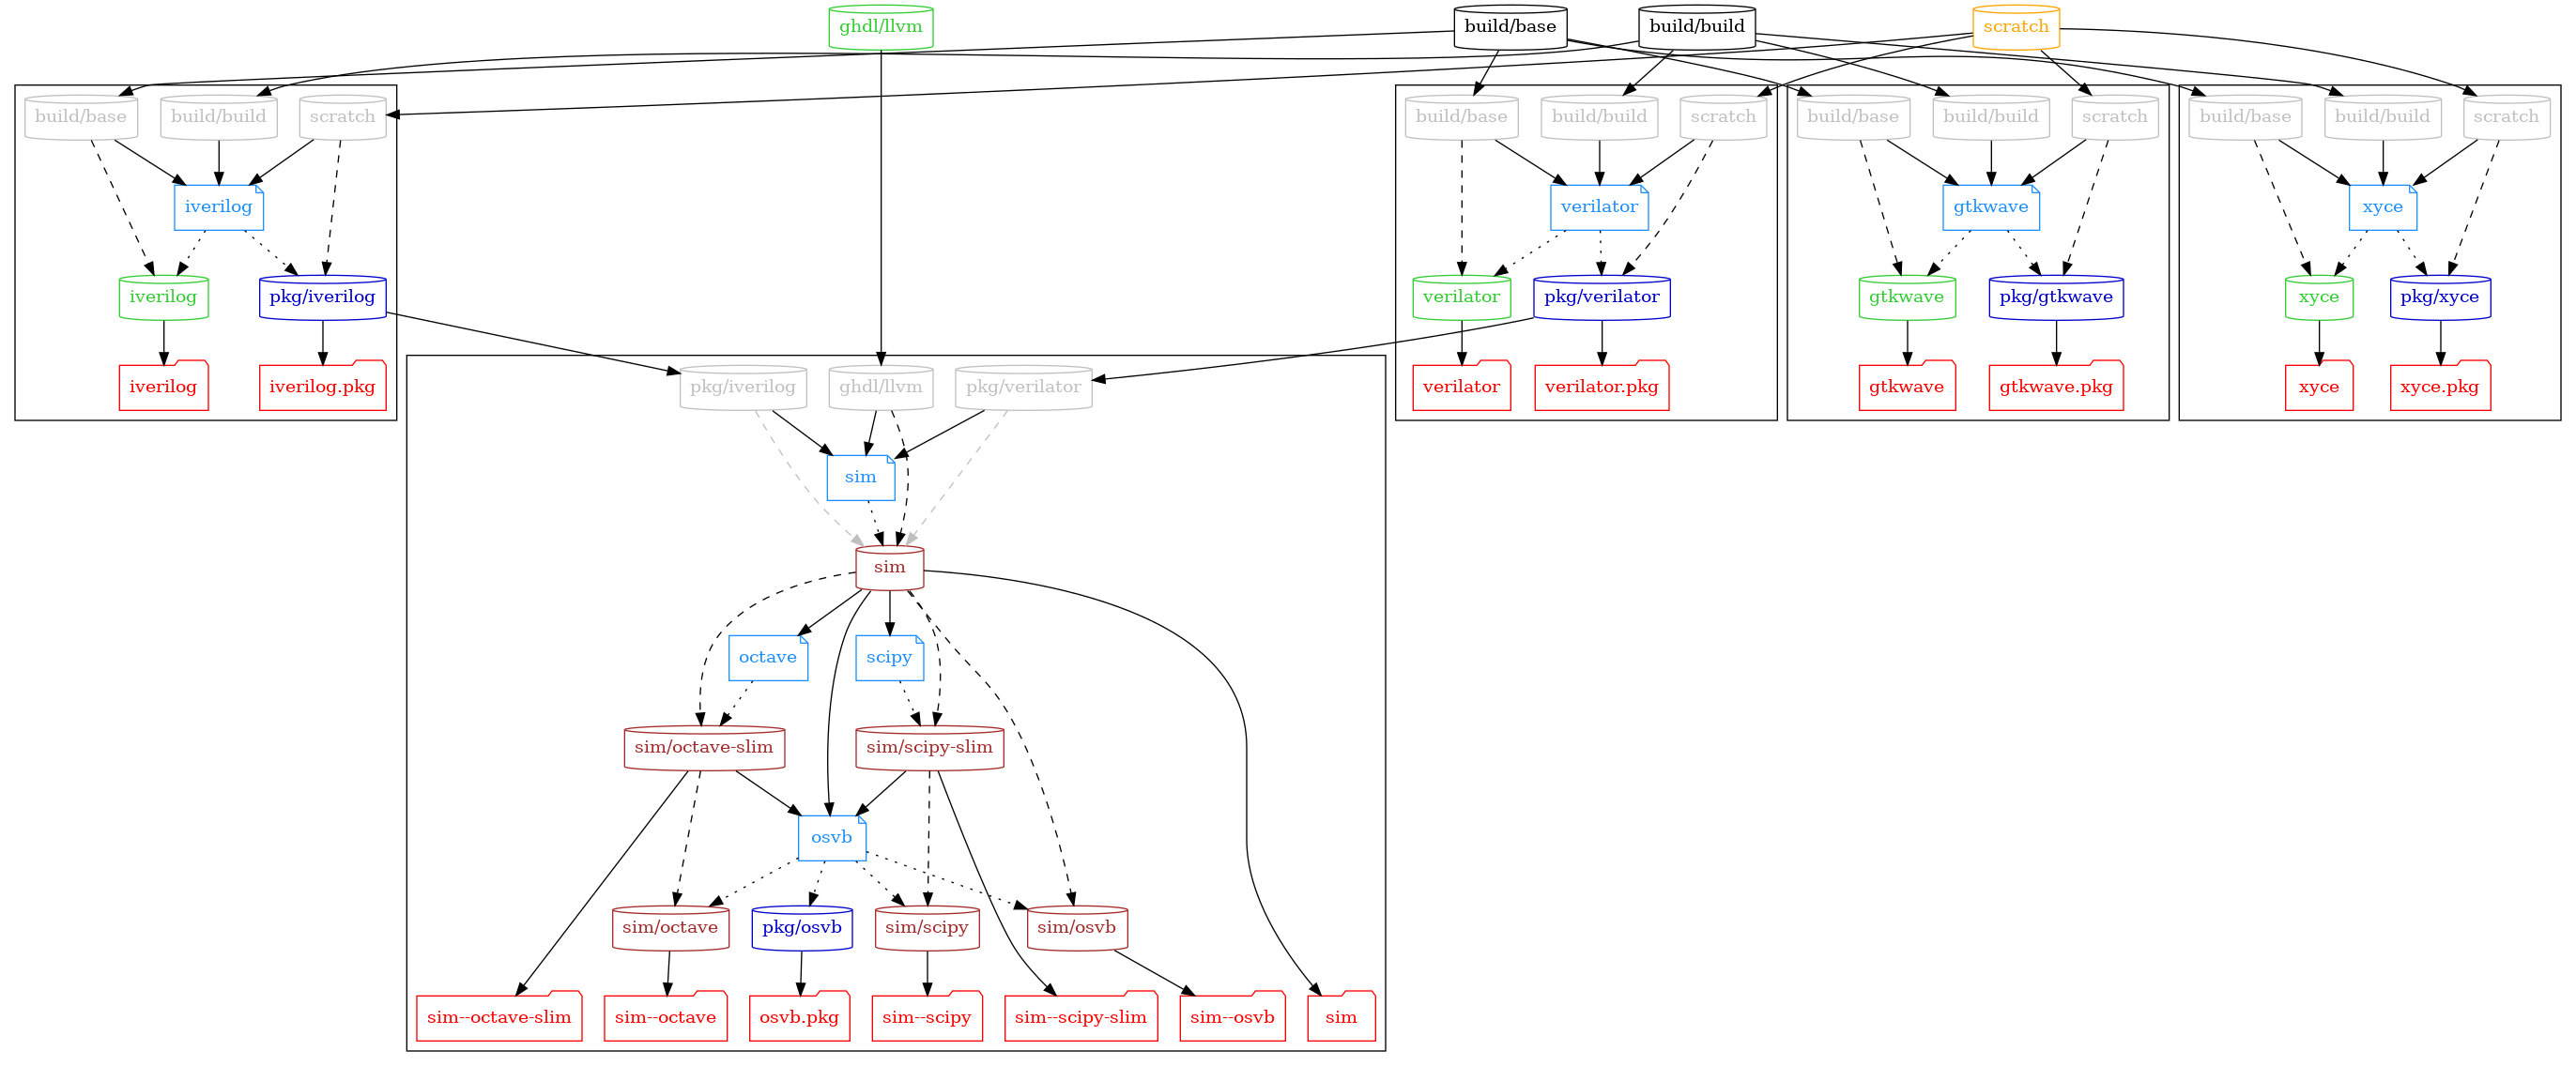 ghdl/llvm
build/base
build/build
scratch
build/base
build/build
scratch
iverilog
iverilog
pkg/iverilog
iverilog
iverilog.pkg
build/base
build/build
scratch
verilator
verilator
pkg/verilator
verilator
verilator.pkg
build/base
build/build
scratch
gtkwave
gtkwave
pkg/gtkwave
gtkwave
gtkwave.pkg
build/base
build/build
scratch
xyce
xyce
pkg/xyce
xyce
xyce.pkg
pkg/iverilog
ghdl/llvm
pkg/verilator
sim
sim
octave
scipy
sim/octave-slim
sim/scipy-slim
osvb
sim/octave
pkg/osvb
sim/scipy
sim/osvb
sim--octave-slim
sim--octave
osvb.pkg
sim--scipy
sim--scipy-slim
sim--osvb
sim